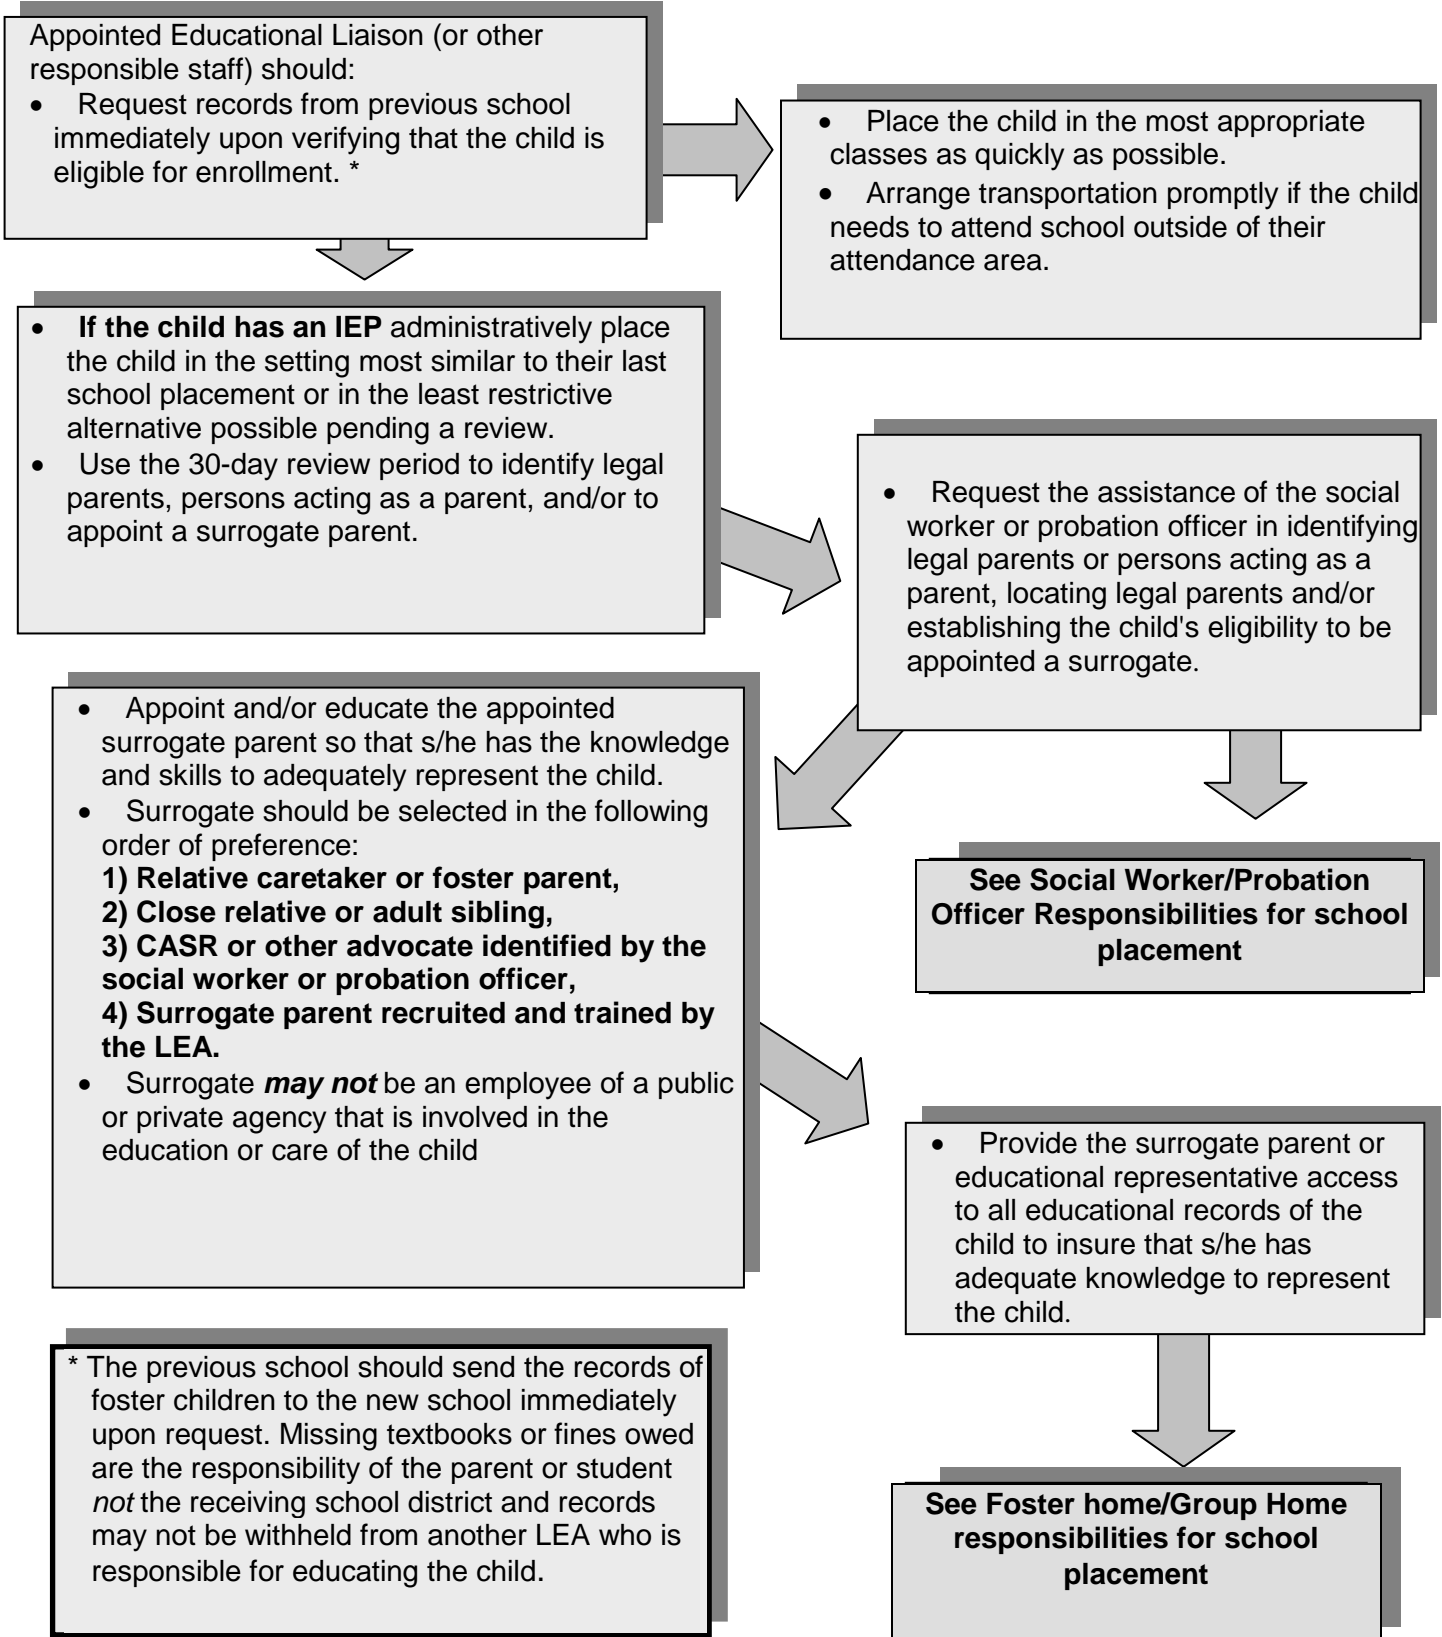 Appointed Educational Liaison (or other
responsible staff) should:
• Request records from previous school
immediately upon verifying that the child is
eligible for enrollment. *
• Place the child in the most appropriate
classes as quickly as possible.
• Arrange transportation promptly if the child
needs to attend school outside of their
attendance area.
• If the child has an IEP administratively place
the child in the setting most similar to their last
school placement or in the least restrictive
alternative possible pending a review.
• Use the 30-day review period to identify legal
parents, persons acting as a parent, and/or to
appoint a surrogate parent.
• Request the assistance of the social
worker or probation officer in identifying
legal parents or persons acting as a
parent, locating legal parents and/or
establishing the child's eligibility to be
appointed a surrogate.
• Appoint and/or educate the appointed
surrogate parent so that s/he has the knowledge
and skills to adequately represent the child.
• Surrogate should be selected in the following
order of preference:
1) Relative caretaker or foster parent,
2) Close relative or adult sibling,
3) CASR or other advocate identified by the
social worker or probation officer,
4) Surrogate parent recruited and trained by
the LEA.
• Surrogate may not be an employee of a public
or private agency that is involved in the
education or care of the child
See Social Worker/Probation
Officer Responsibilities for school
placement
• Provide the surrogate parent or
educational representative access
to all educational records of the
child to insure that s/he has
adequate knowledge to represent
the child.
* The previous school should send the records of
foster children to the new school immediately
upon request. Missing textbooks or fines owed
are the responsibility of the parent or student
not the receiving school district and records
may not be withheld from another LEA who is
responsible for educating the child.
See Foster home/Group Home
responsibilities for school
placement